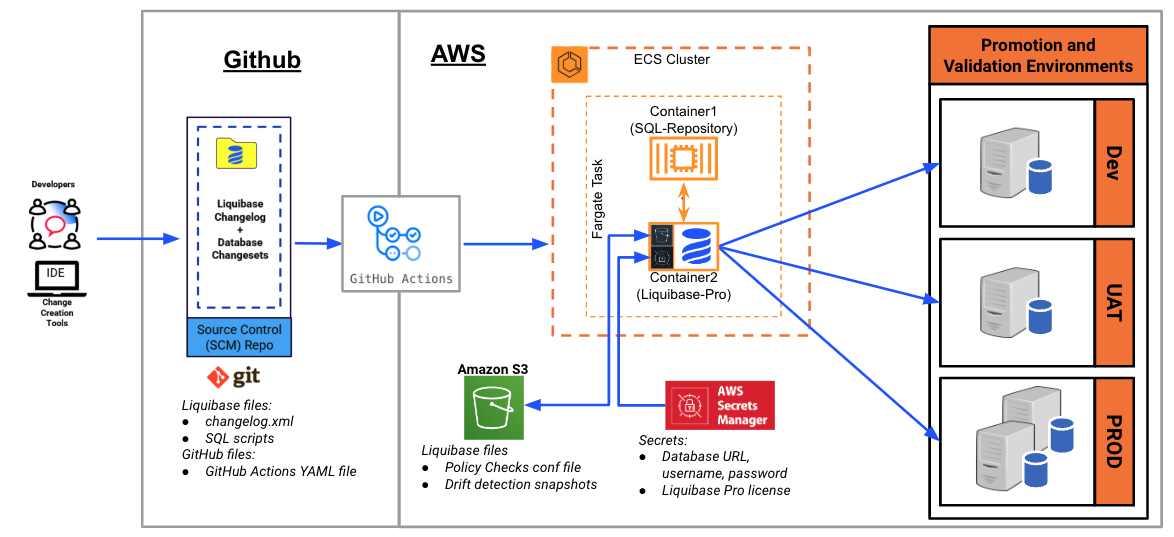 Github
AWS
Developers
IDE
Change
Creation
Tools
Liquibase
Changelog
+
Database
Changesets
Source Control
(SCM) Repo
git
Liquibase files:
● changelog.xml
● SQL scripts
GitHub files:
● GitHub Actions YAML file
GitHub Actions
ECS Cluster
Fargate Task
Container1
(SQL-Repository)
Container2
(Liquibase-Pro)
Amazon S3
Liquibase files
● Policy Checks conf file
● Drift detection snapshots
AWS
Secrets
Manager
Secrets:
● Database URL,
username, password
● Liquibase Pro license
Promotion and
Validation Environments
Dev
UAT
PROD